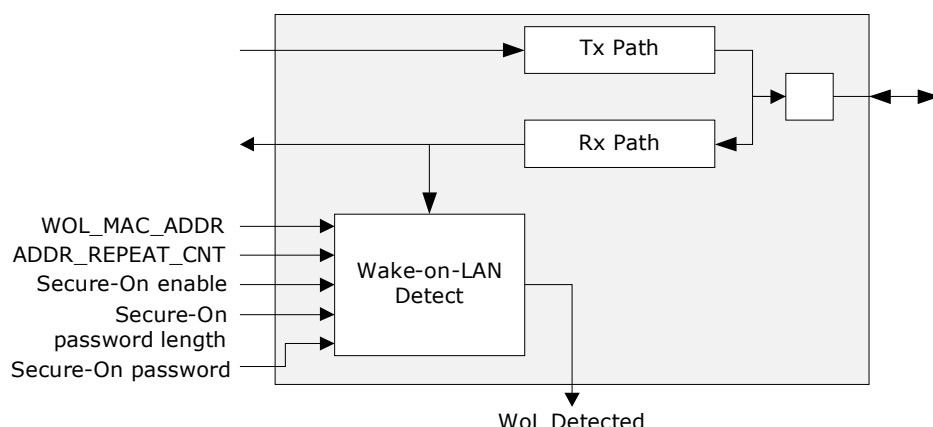 Tx Path
Rx Path
WOL_MAC_ADDR
ADDR_REPEAT_CNT
Secure-On enable
Secure-On
password length
Secure-On password
Wake-on-LAN
Detect
WoL Detected